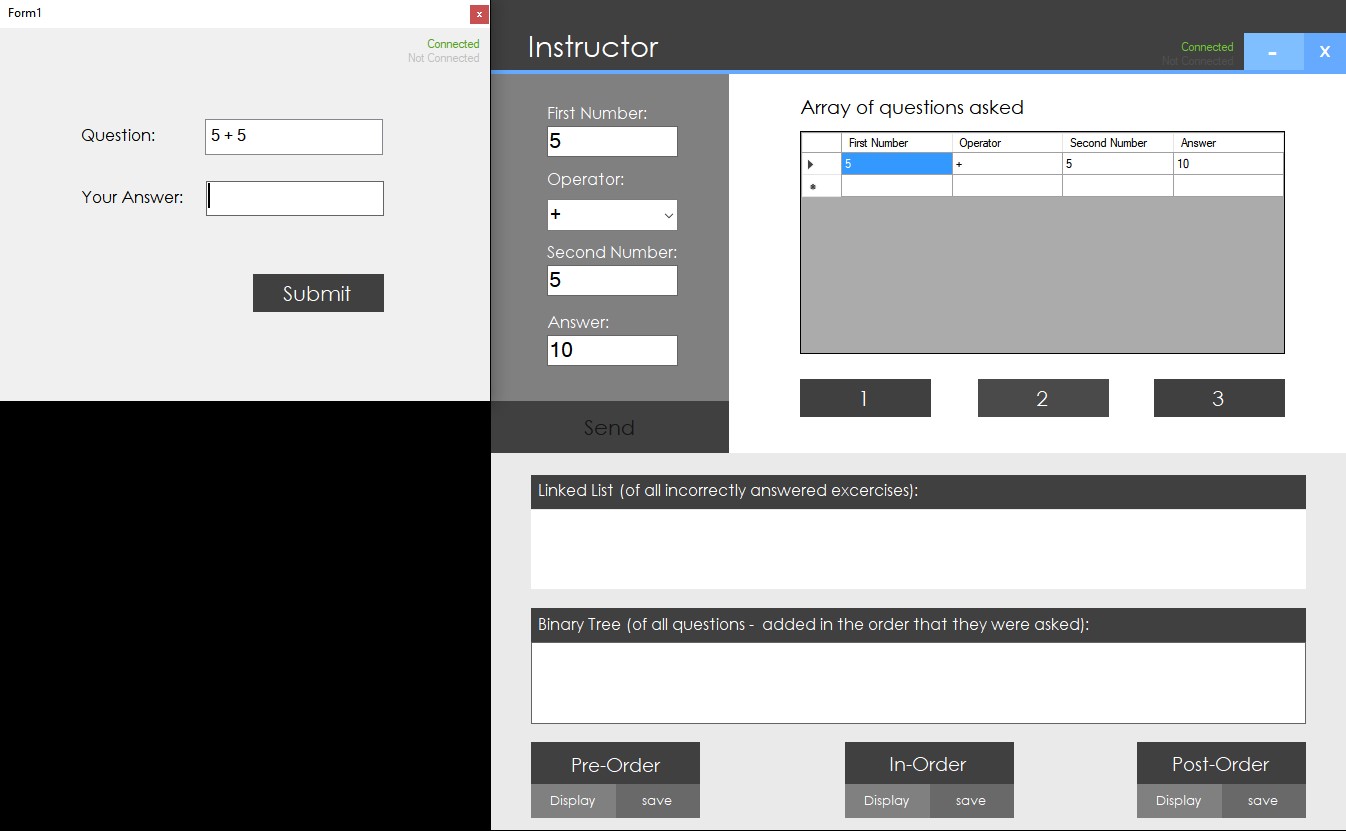 Form1
x
Connected
Not Connected
Question:
5 + 5
Your Answer:
Submit
Instructor
Connected
Not Connected
-
X
First Number:
5
Operator:
+
Second Number:
5
Answer:
10
Send
Array of questions asked
First Number Operator Second Number Answer
5 + 5 10
1 2 3
Linked List (of all incorrectly answered excercises):
Binary Tree (of all questions - added in the order that they were asked):
Pre-Order
Display save
In-Order
Display save
Post-Order
Display save